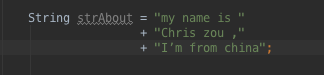 String strAbout = "my name is "
+ "Chris zou ,"
+ "I'm from china";